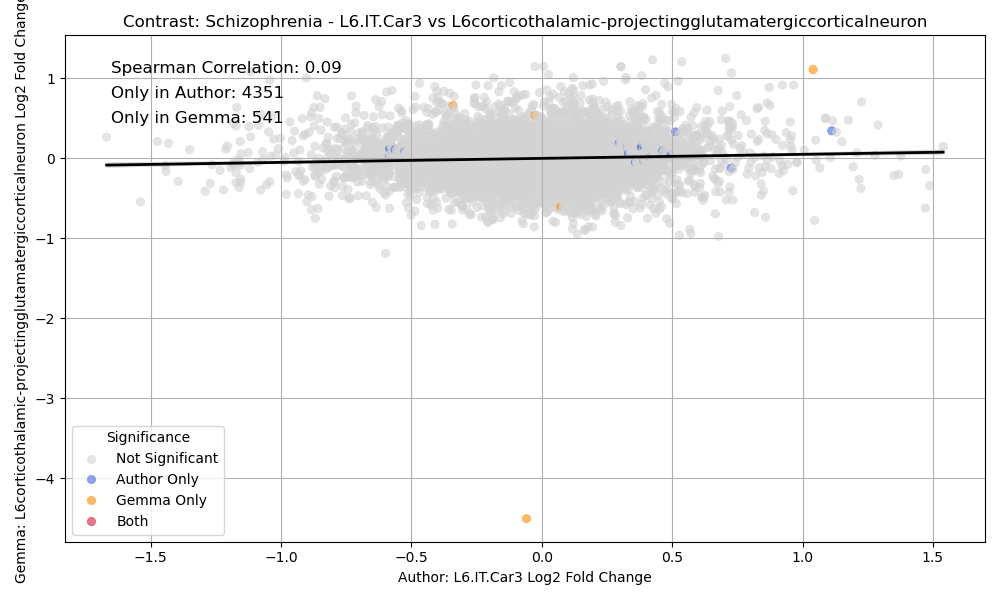 Contrast: Schizophrenia - L6.IT.Car3 vs L6corticothalamic-projectingglutamatergiccorticalneuron
Gemma: L6corticothalamic-projectingglutamatergiccorticalneuron Log2 Fold Change
Spearman Correlation: 0.09
Only in Author: 4351
Only in Gemma: 541
1
0
−1
−2
−3
−4
Significance
Not Significant
Author Only
Gemma Only
Both
−1.5
−1.0
−0.5
0.0
0.5
1.0
1.5
Author: L6.IT.Car3 Log2 Fold Change